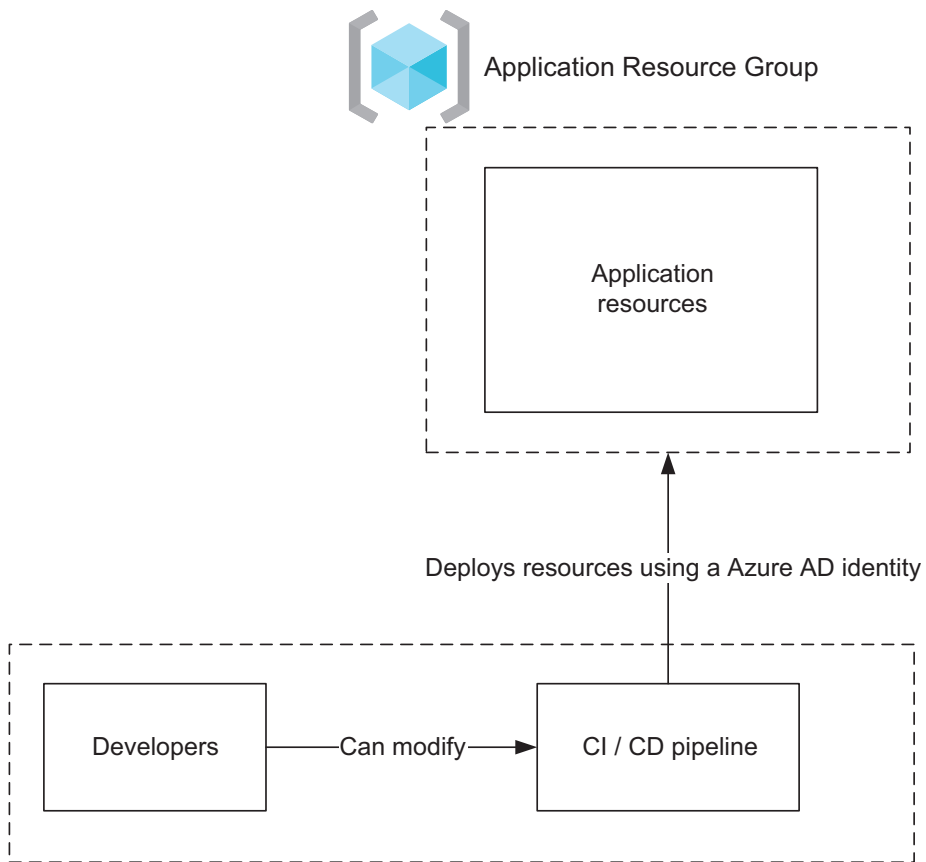 Application Resource Group
Application
resources
Deploys resources using a Azure AD identity
Developers
Can modify
CI / CD pipeline